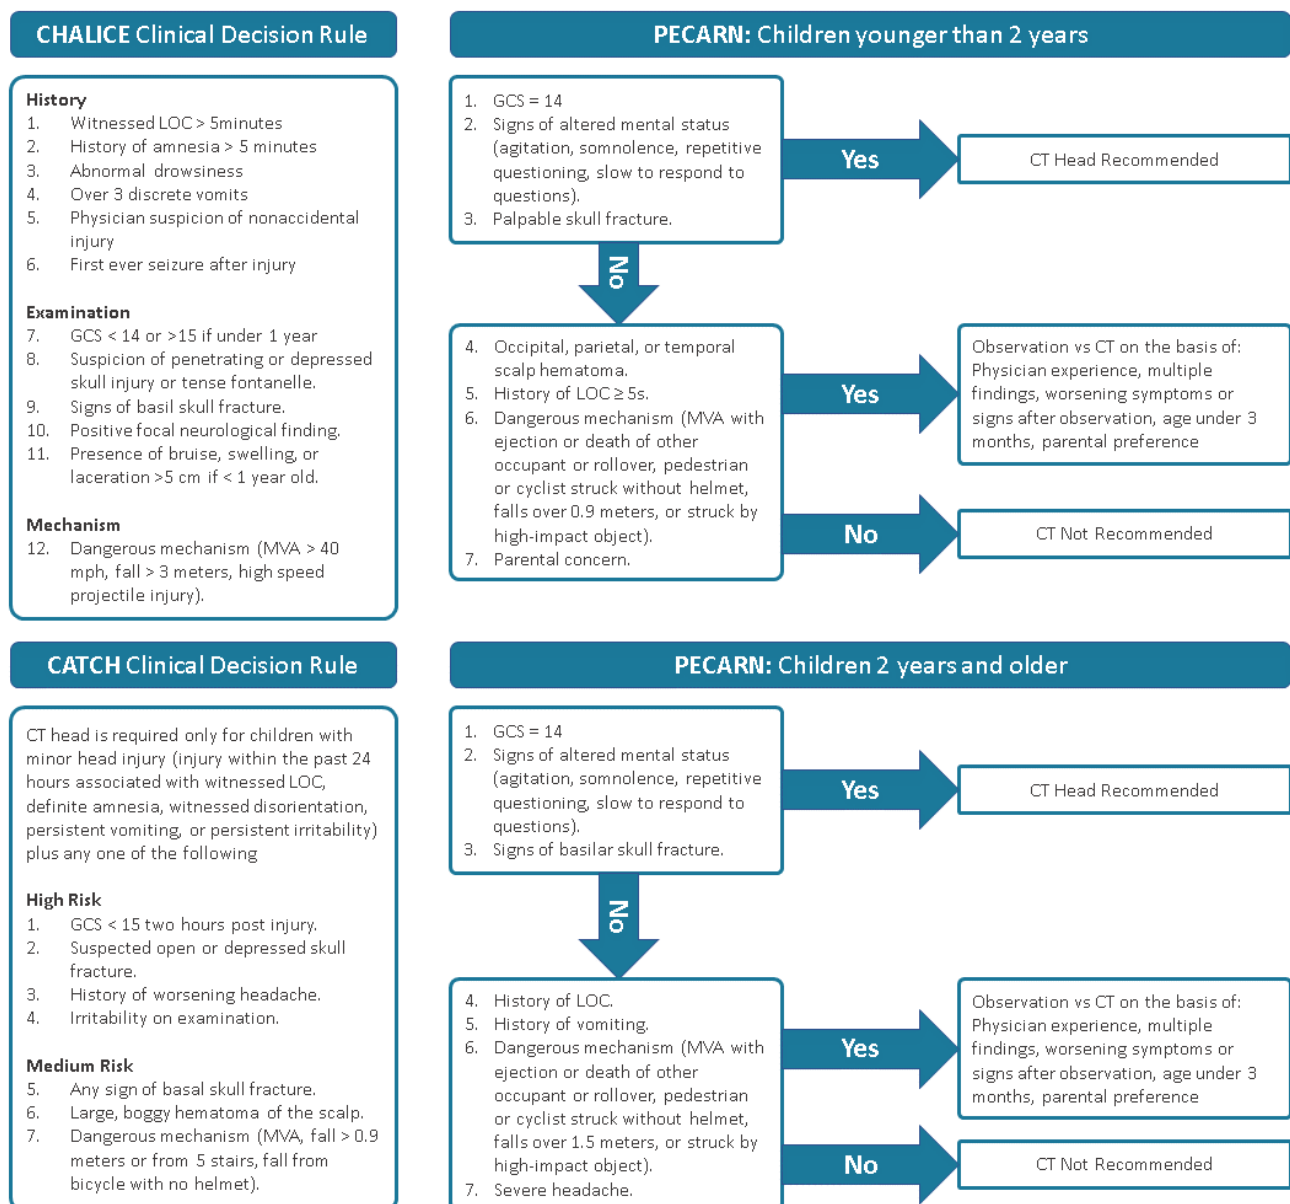 CHALICE Clinical Decision Rule
History
1. Witnessed LOC > 5minutes
2. History of amnesia > 5 minutes
3. Abnormal drowsiness
4. Over 3 discrete vomits
5. Physician suspicion of nonaccidental
injury
6. First ever seizure after injury
Examination
7. GCS < 14 or >15 if under 1 year
8. Suspicion of penetrating or depressed
skull injury or tense fontanelle.
9. Signs of basil skull fracture.
10. Positive focal neurological finding.
11. Presence of bruise, swelling, or
laceration >5 cm if < 1 year old.
Mechanism
12. Dangerous mechanism (MVA > 40
mph, fall > 3 meters, high speed
projectile injury).
PECARN: Children younger than 2 years
1. GCS = 14
2. Signs of altered mental status
(agitation, somnolence, repetitive
questioning, slow to respond to
questions).
3. Palpable skull fracture.
Yes
CT Head Recommended
No
4. Occipital, parietal, or temporal
scalp hematoma.
5. History of LOC ≥ 5s.
6. Dangerous mechanism (MVA with
ejection or death of other
occupant or rollover, pedestrian
or cyclist struck without helmet,
falls over 0.9 meters, or struck by
high-impact object).
7. Parental concern.
Yes
Observation vs CT on the basis of:
Physician experience, multiple
findings, worsening symptoms or
signs after observation, age under 3
months, parental preference
No
CT Not Recommended
CATCH Clinical Decision Rule
CT head is required only for children with
minor head injury (injury within the past 24
hours associated with witnessed LOC,
definite amnesia, witnessed disorientation,
persistent vomiting, or persistent irritability)
plus any one of the following
High Risk
1. GCS < 15 two hours post injury.
2. Suspected open or depressed skull
fracture.
3. History of worsening headache.
4. Irritability on examination.
Medium Risk
5. Any sign of basal skull fracture.
6. Large, boggy hematoma of the scalp.
7. Dangerous mechanism (MVA, fall > 0.9
meters or from 5 stairs, fall from
bicycle with no helmet).
PECARN: Children 2 years and older
1. GCS = 14
2. Signs of altered mental status
(agitation, somnolence, repetitive
questioning, slow to respond to
questions).
3. Signs of basilar skull fracture.
Yes
CT Head Recommended
No
4. History of LOC.
5. History of vomiting.
6. Dangerous mechanism (MVA with
ejection or death of other
occupant or rollover, pedestrian
or cyclist struck without helmet,
falls over 1.5 meters, or struck by
high-impact object).
7. Severe headache.
Yes
Observation vs CT on the basis of:
Physician experience, multiple
findings, worsening symptoms or
signs after observation, age under 3
months, parental preference
No
CT Not Recommended